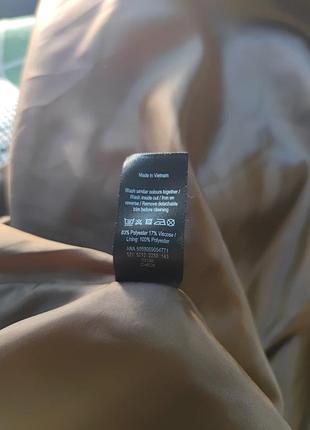 Made in Vietnam
Wash similar colours together /
Wash inside out / Iron on
reverse / Remove detachable
trim before cleaning
83% Polyester 17% Viscose /
Lining: 100% Polyester